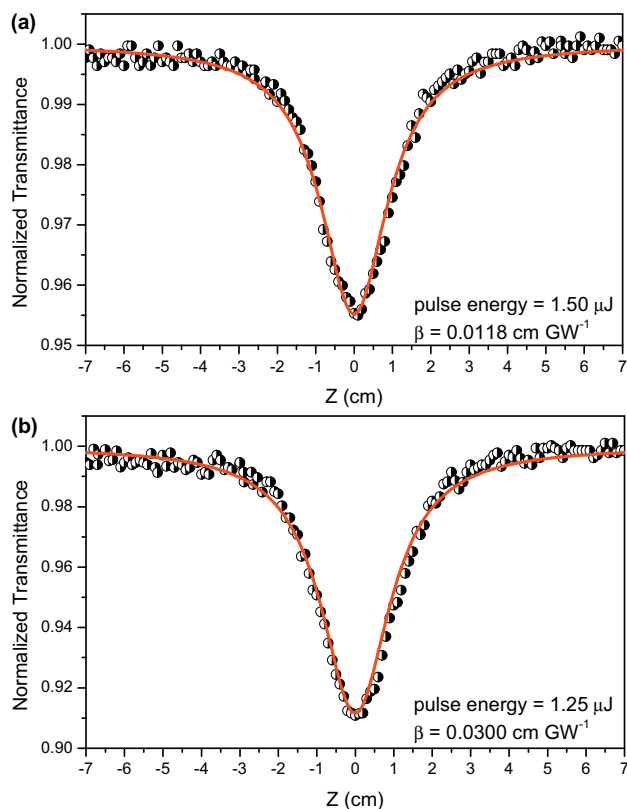 (a)
1.00
0.99
0.98
0.97
0.96
0.95
Normalized Transmittance
pulse energy = 1.50 μJ
β = 0.0118 cm GW⁻¹
-7 -6 -5 -4 -3 -2 -1 0 1 2 3 4 5 6 7
Z (cm)
(b)
1.00
0.98
0.96
0.94
0.92
0.90
Normalized Transmittance
pulse energy = 1.25 μJ
β = 0.0300 cm GW⁻¹
-7 -6 -5 -4 -3 -2 -1 0 1 2 3 4 5 6 7
Z (cm)